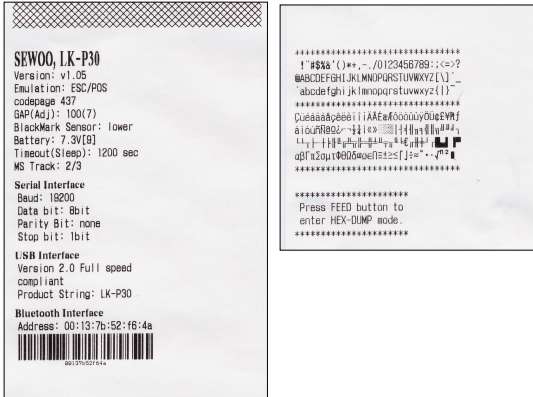 SEWOO, LK-P30
Version: v1.05
Emulation: ESC/POS
codepage 437
GAP(Adj): 100(7)
BlackMark Sensor: lower
Battery: 7.3V[9]
Timeout(Sleep): 1200 sec
MS Track: 2/3
Serial Interface
Baud: 19200
Data bit: 8bit
Parity Bit: none
Stop bit: 1bit
USB Interface
Version 2.0 Full speed
compliant
Product String: LK-P30
Bluetooth Interface
Address: 00:13:7b:52:f6:4a
00137b52f64a
********************************
!"#$%&'()*+,-./0123456789:;<=>?
@ABCDEFGHIJKLMNOPQRSTUVWXYZ[\]^_
`abcdefghijklmnopqrstuvwxyz{|}~
********************************
********************************
**********************
Press FEED button to
enter HEX-DUMP mode.
**********************